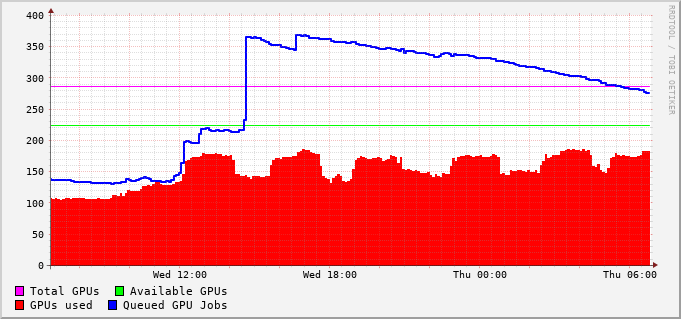 400
350
300
250
200
150
100
50
0
Wed 12:00 Wed 18:00 Thu 00:00 Thu 06:00
Total GPUs Available GPUs
GPUs used Queued GPU Jobs
RRDTOOL / TOBI OETIKER